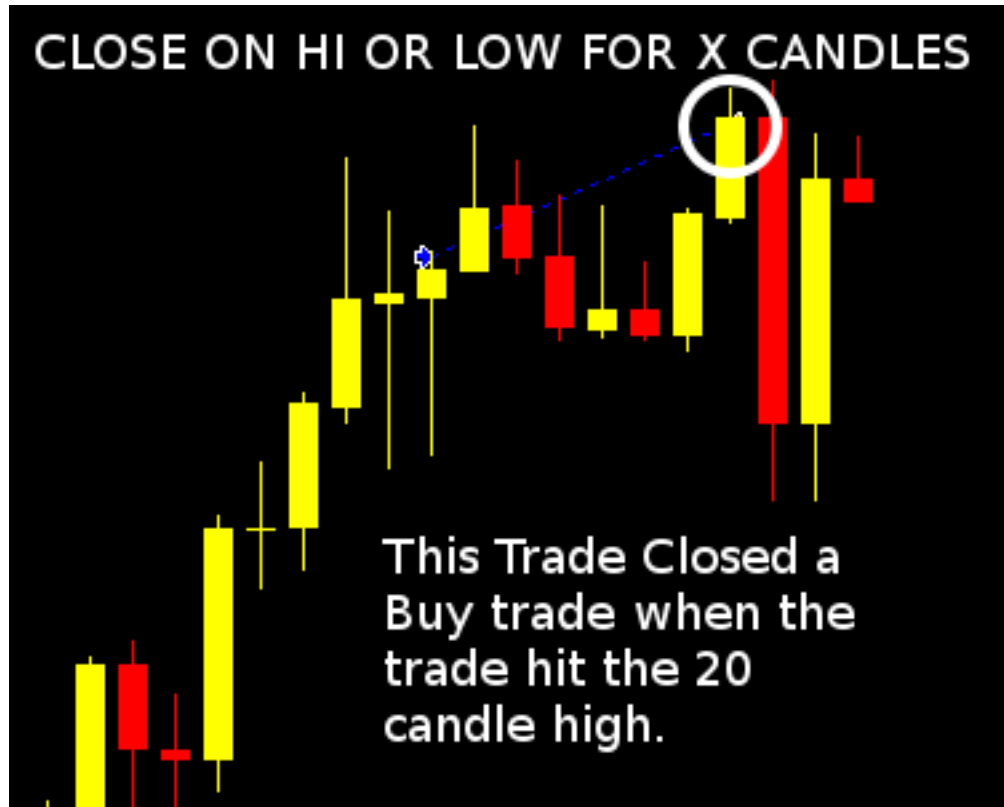 CLOSE ON HI OR LOW FOR X CANDLES
This Trade Closed a
Buy trade when the
trade hit the 20
candle high.